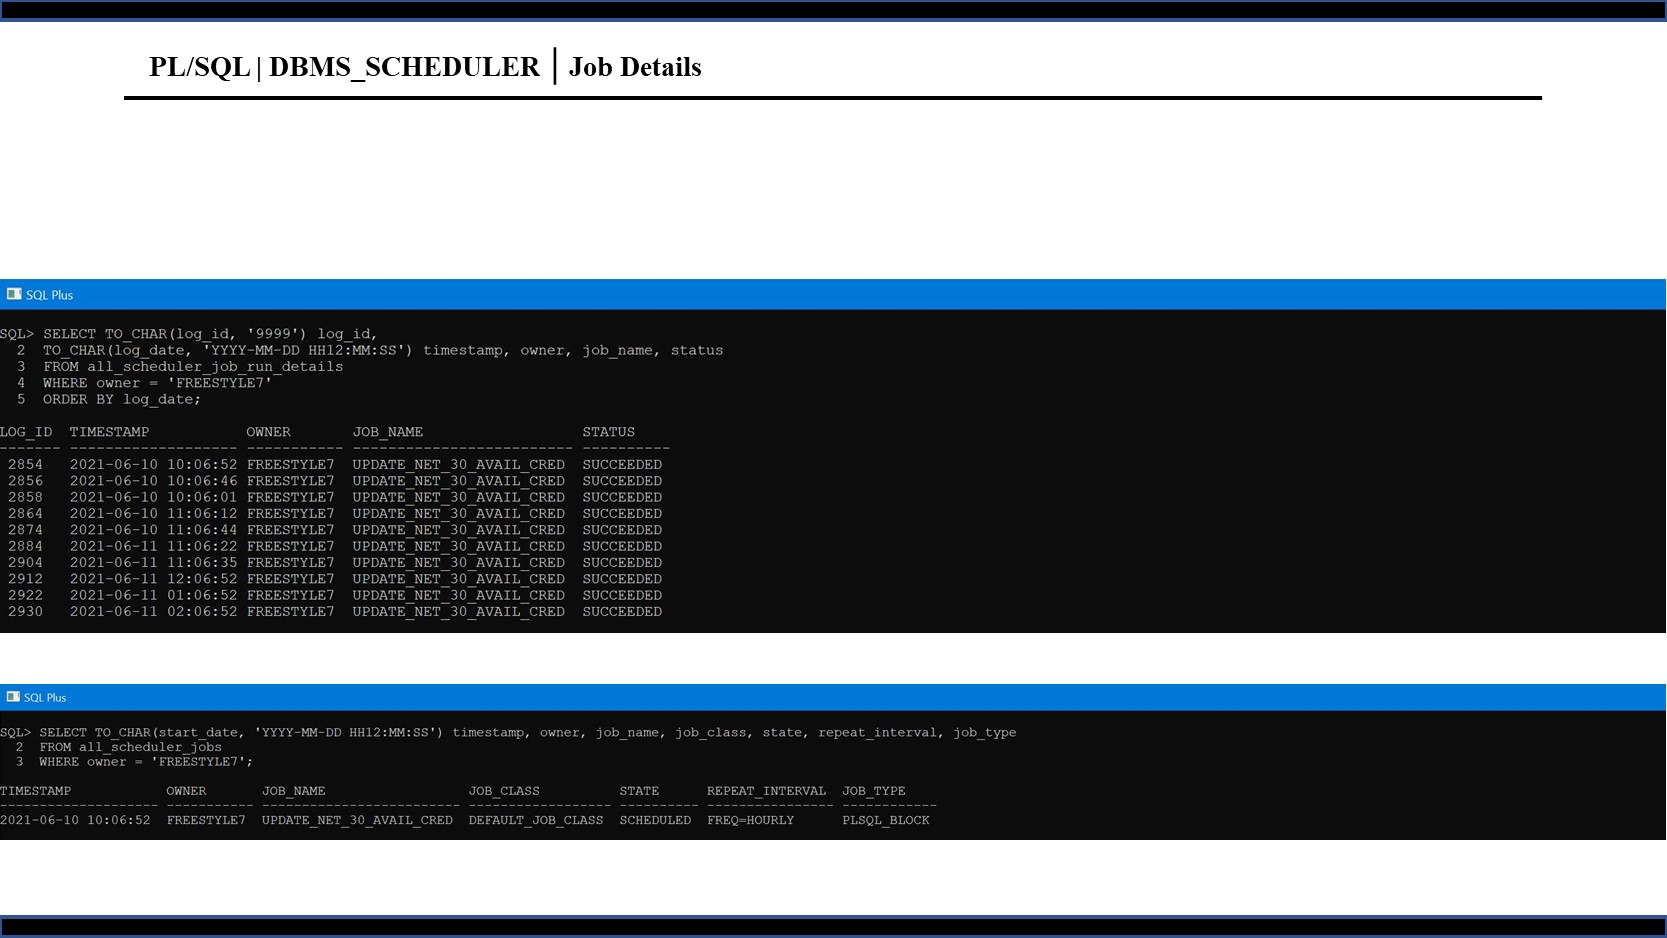 PL/SQL | DBMS_SCHEDULER | Job Details
SQL Plus
SQL> SELECT TO_CHAR(log_id, '9999') log_id,
2 TO_CHAR(log_date, 'YYYY-MM-DD HH12:MM:SS') timestamp, owner, job_name, status
3 FROM all_scheduler_job_run_details
4 WHERE owner = 'FREESTYLE7'
5 ORDER BY log_date;
LOG_ID TIMESTAMP OWNER JOB_NAME STATUS
------- ------------------- ----------- ------------------------- ----------
2854 2021-06-10 10:06:52 FREESTYLE7 UPDATE_NET_30_AVAIL_CRED SUCCEEDED
2856 2021-06-10 10:06:46 FREESTYLE7 UPDATE_NET_30_AVAIL_CRED SUCCEEDED
2858 2021-06-10 10:06:01 FREESTYLE7 UPDATE_NET_30_AVAIL_CRED SUCCEEDED
2864 2021-06-10 11:06:12 FREESTYLE7 UPDATE_NET_30_AVAIL_CRED SUCCEEDED
2874 2021-06-10 11:06:44 FREESTYLE7 UPDATE_NET_30_AVAIL_CRED SUCCEEDED
2884 2021-06-11 11:06:22 FREESTYLE7 UPDATE_NET_30_AVAIL_CRED SUCCEEDED
2904 2021-06-11 11:06:35 FREESTYLE7 UPDATE_NET_30_AVAIL_CRED SUCCEEDED
2912 2021-06-11 12:06:52 FREESTYLE7 UPDATE_NET_30_AVAIL_CRED SUCCEEDED
2922 2021-06-11 01:06:52 FREESTYLE7 UPDATE_NET_30_AVAIL_CRED SUCCEEDED
2930 2021-06-11 02:06:52 FREESTYLE7 UPDATE_NET_30_AVAIL_CRED SUCCEEDED
SQL Plus
SQL> SELECT TO_CHAR(start_date, 'YYYY-MM-DD HH12:MM:SS') timestamp, owner, job_name, job_class, state, repeat_interval, job_type
2 FROM all_scheduler_jobs
3 WHERE owner = 'FREESTYLE7';
TIMESTAMP OWNER JOB_NAME JOB_CLASS STATE REPEAT_INTERVAL JOB_TYPE
-------------------- ----------- ------------------------- ------------------ ---------- ---------------- ------------
2021-06-10 10:06:52 FREESTYLE7 UPDATE_NET_30_AVAIL_CRED DEFAULT_JOB_CLASS SCHEDULED FREQ=HOURLY PLSQL_BLOCK